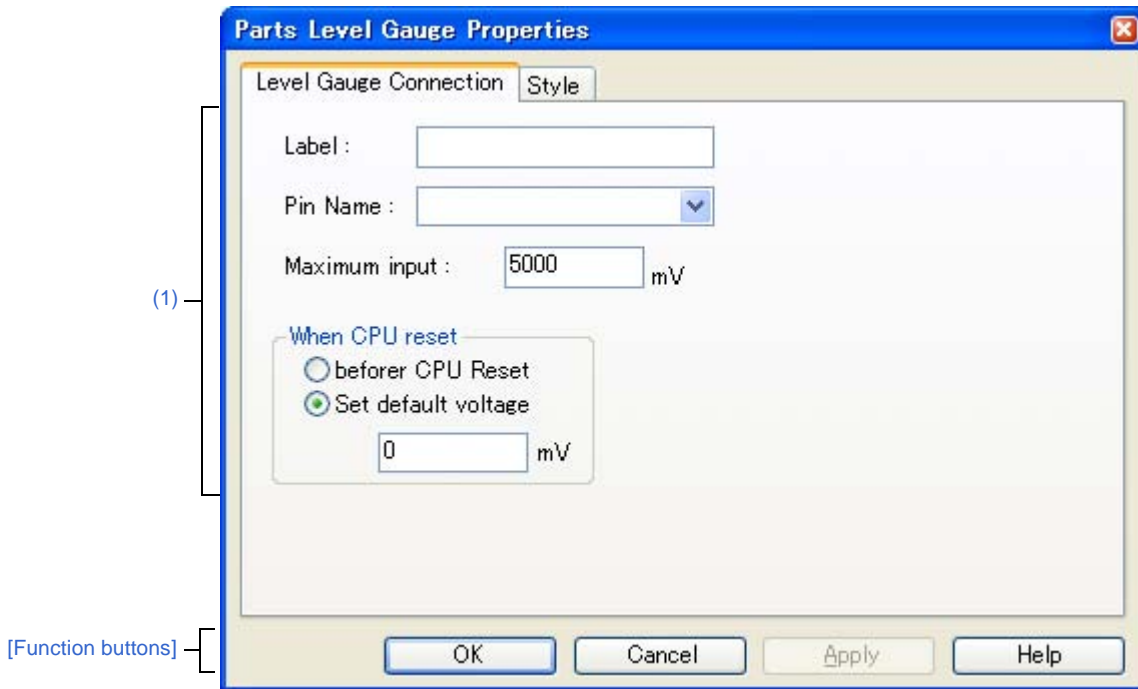 Parts Level Gauge Properties
Level Gauge Connection Style
Label :
Pin Name :
Maximum input : 5000 mV
(1)
When CPU reset
beforer CPU Reset
Set default voltage
0 mV
[Function buttons]
OK Cancel Apply Help